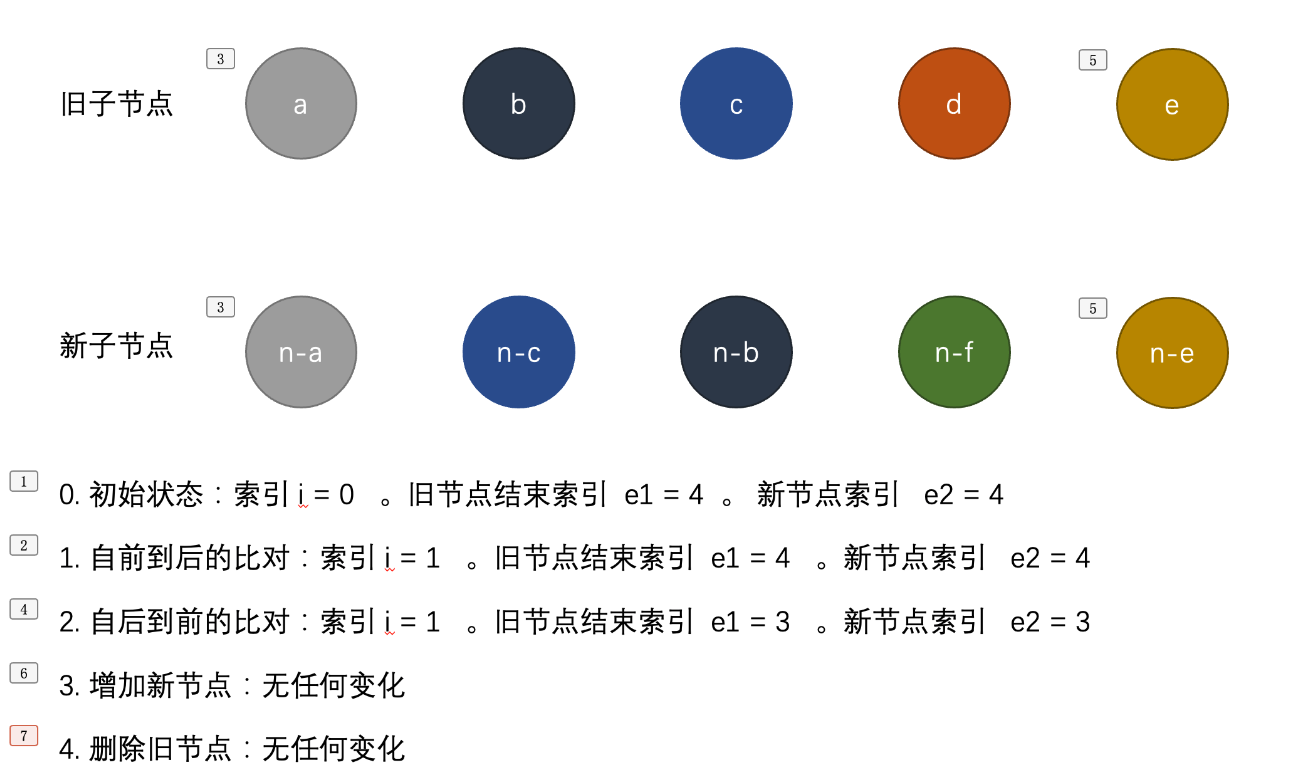 3 5
旧子节点 a b c d e
3 5
新子节点 n-a n-c n-b n-f n-e
1 0. 初始状态：索引 i = 0 。旧节点结束索引 e1 = 4 。 新节点索引 e2 = 4
2 1. 自前到后的比对：索引 i = 1 。旧节点结束索引 e1 = 4 。新节点索引 e2 = 4
4 2. 自后到前的比对：索引 i = 1 。旧节点结束索引 e1 = 3 。新节点索引 e2 = 3
6 3. 增加新节点：无任何变化
7 4. 删除旧节点：无任何变化